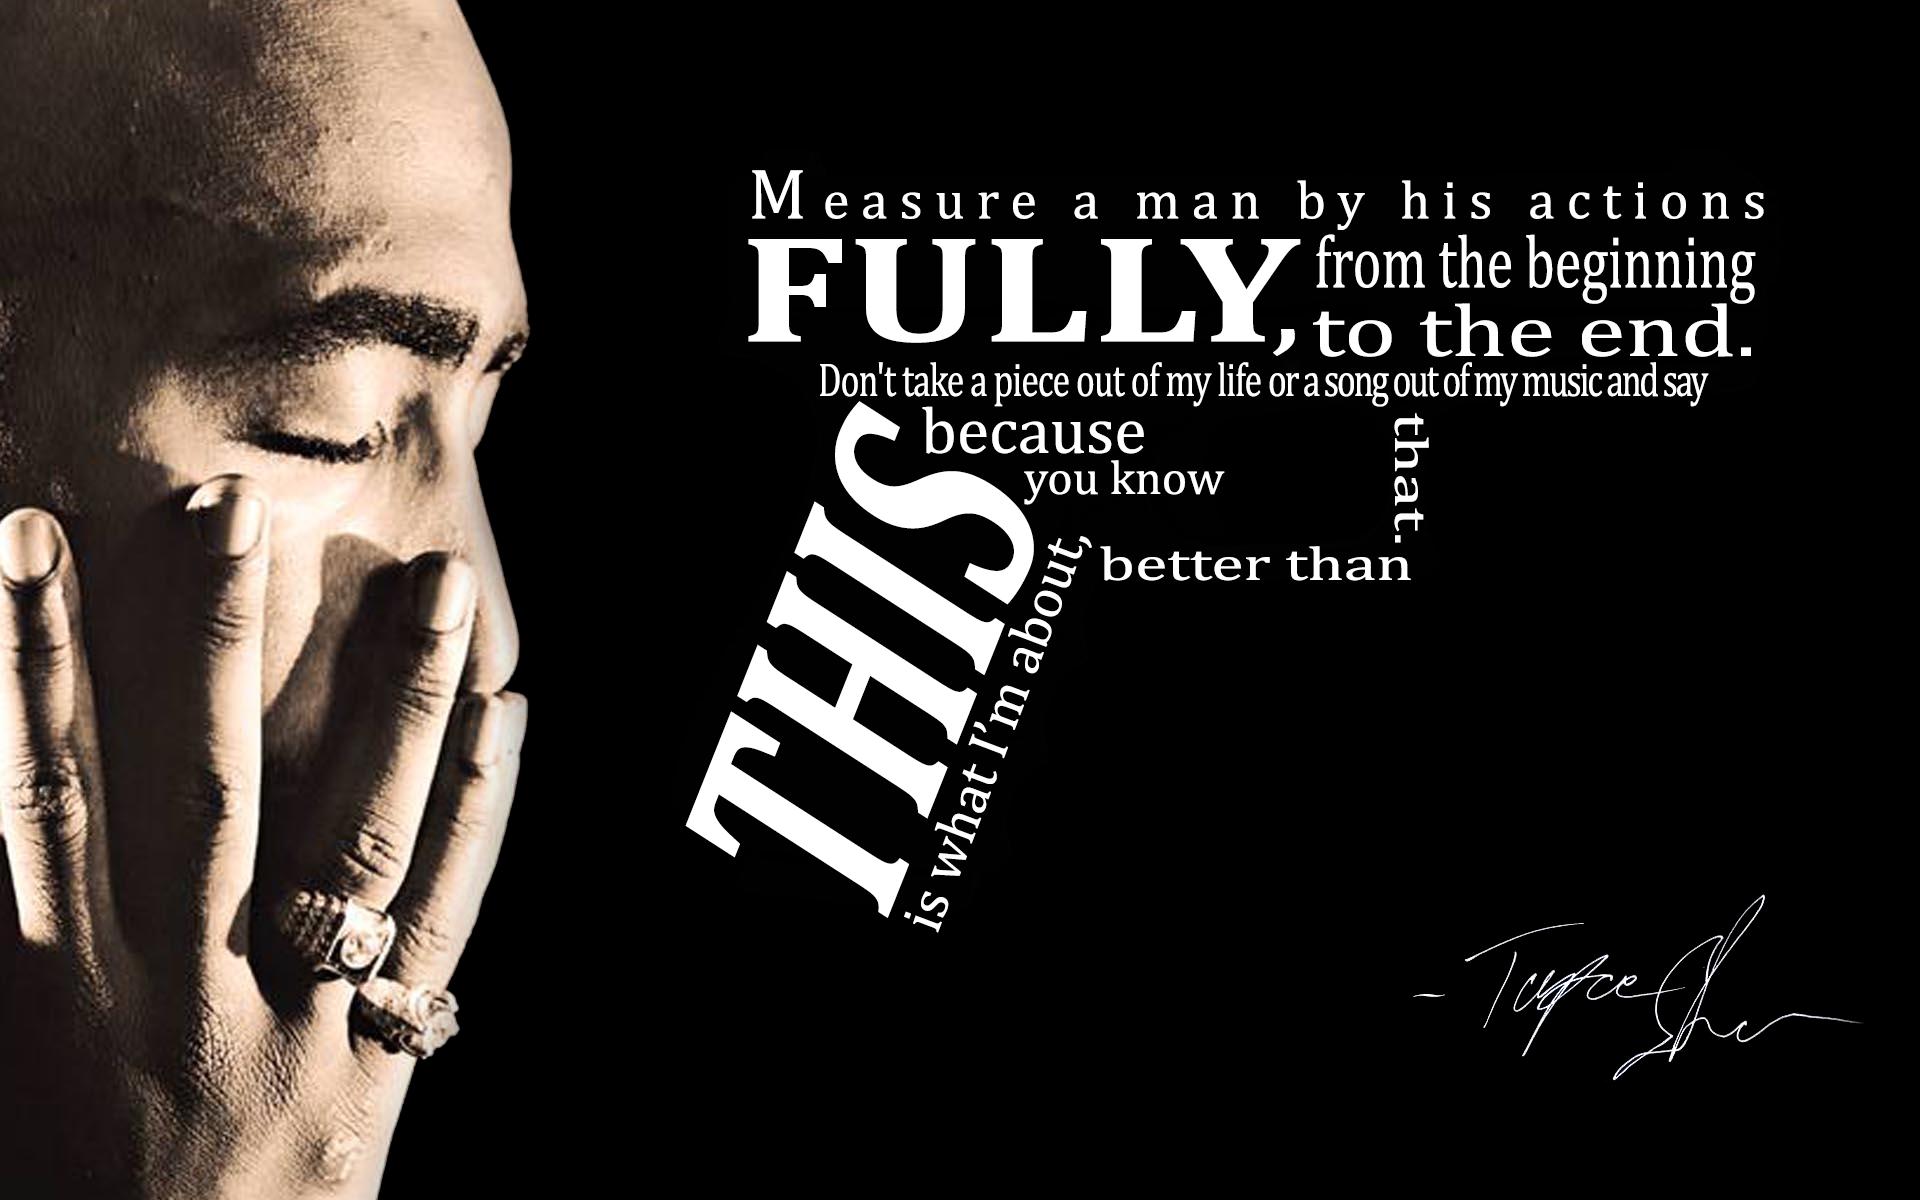 Measure a man by his actions
FULLY, from the beginning
to the end.
Don't take a piece out of my life or a song out of my music and say
THIS
is what I'm about,
because
you know
better than
that.